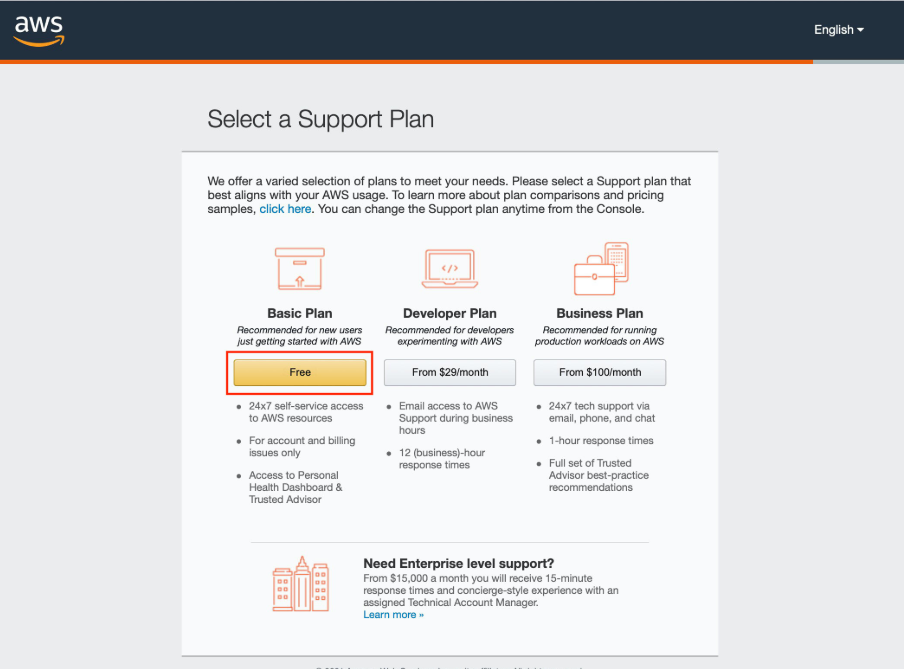 aws
English
Select a Support Plan
We offer a varied selection of plans to meet your needs. Please select a Support plan that
best aligns with your AWS usage. To learn more about plan comparisons and pricing
samples, click here. You can change the Support plan anytime from the Console.
</>
Basic Plan
Recommended for new users
just getting started with AWS
Free
• 24x7 self-service access
to AWS resources
• For account and billing
issues only
• Access to Personal
Health Dashboard &
Trusted Advisor
Developer Plan
Recommended for developers
experimenting with AWS
From $29/month
• Email access to AWS
Support during business
hours
• 12 (business)-hour
response times
Business Plan
Recommended for running
production workloads on AWS
From $100/month
• 24x7 tech support via
email, phone, and chat
• 1-hour response times
• Full set of Trusted
Advisor best-practice
recommendations
Need Enterprise level support?
From $15,000 a month you will receive 15-minute
response times and concierge-style experience with an
assigned Technical Account Manager.
Learn more »